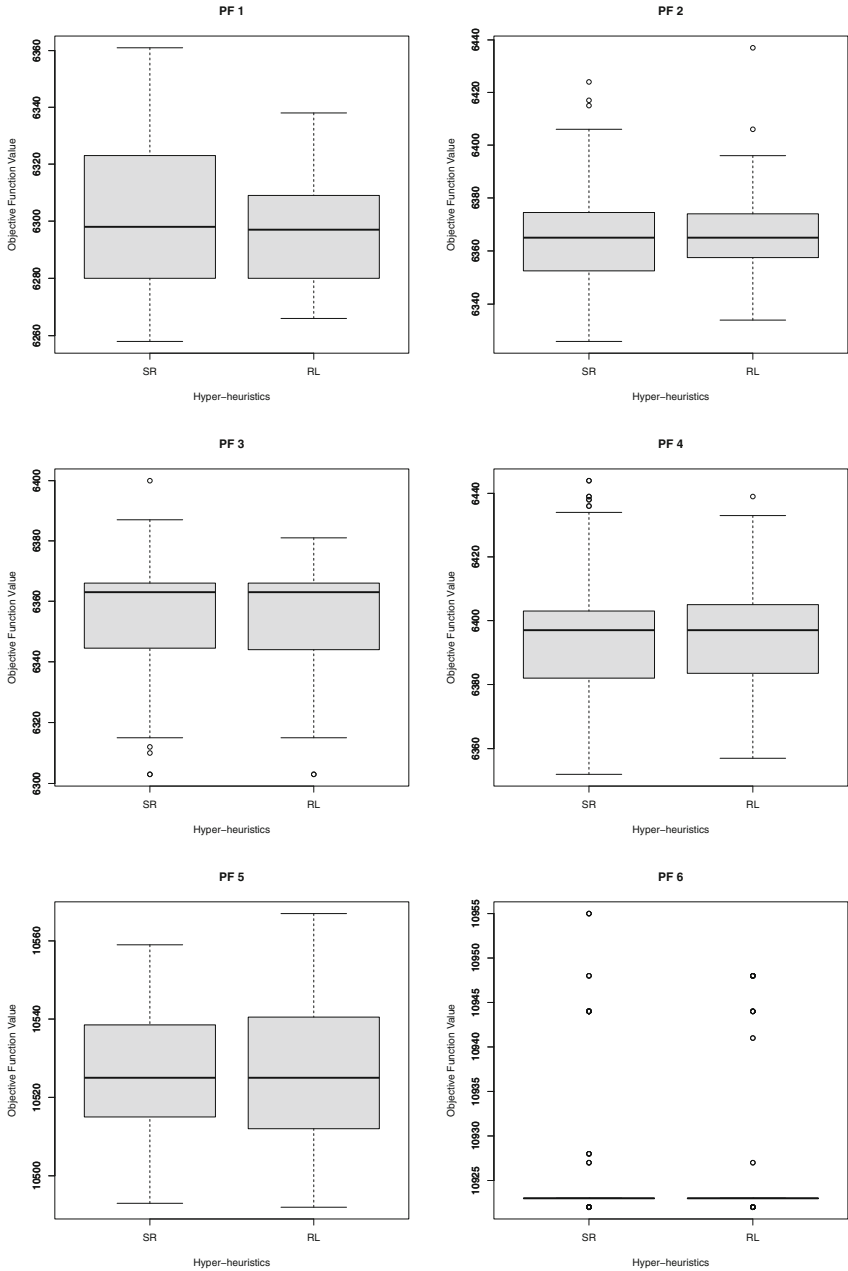 PF 1
Objective Function Value
6260 6280 6300 6320 6340 6360
SR RL
Hyper−heuristics
PF 2
Objective Function Value
6340 6360 6380 6400 6420 6440
SR RL
Hyper−heuristics
PF 3
Objective Function Value
6300 6320 6340 6360 6380 6400
SR RL
Hyper−heuristics
PF 4
Objective Function Value
6360 6380 6400 6420 6440
SR RL
Hyper−heuristics
PF 5
Objective Function Value
10500 10520 10540 10560
SR RL
Hyper−heuristics
PF 6
Objective Function Value
10925 10930 10935 10940 10945 10950 10955
SR RL
Hyper−heuristics